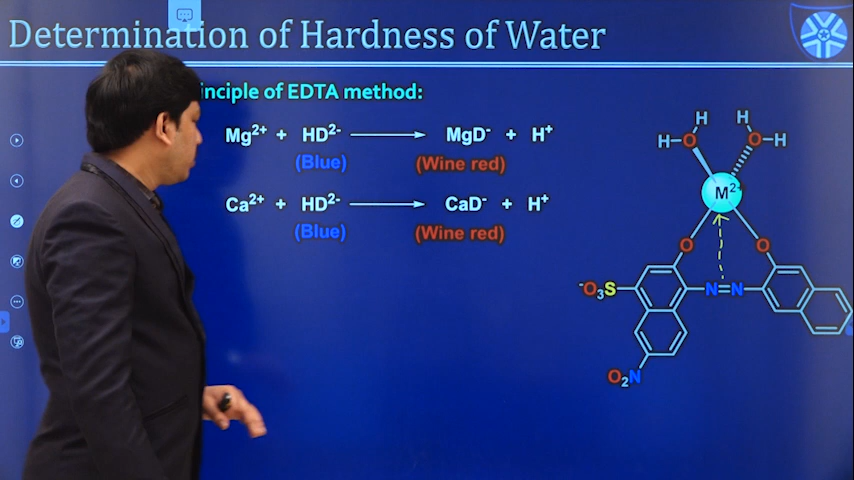 Determination of Hardness of Water
inciple of EDTA method:
Mg²⁺ + HD²⁻ ⟶ MgD⁻ + H⁺
(Blue) (Wine red)
Ca²⁺ + HD²⁻ ⟶ CaD⁻ + H⁺
(Blue) (Wine red)
H H
H–O O–H
M²⁺
O O
⁻O₃S N=N
O₂N